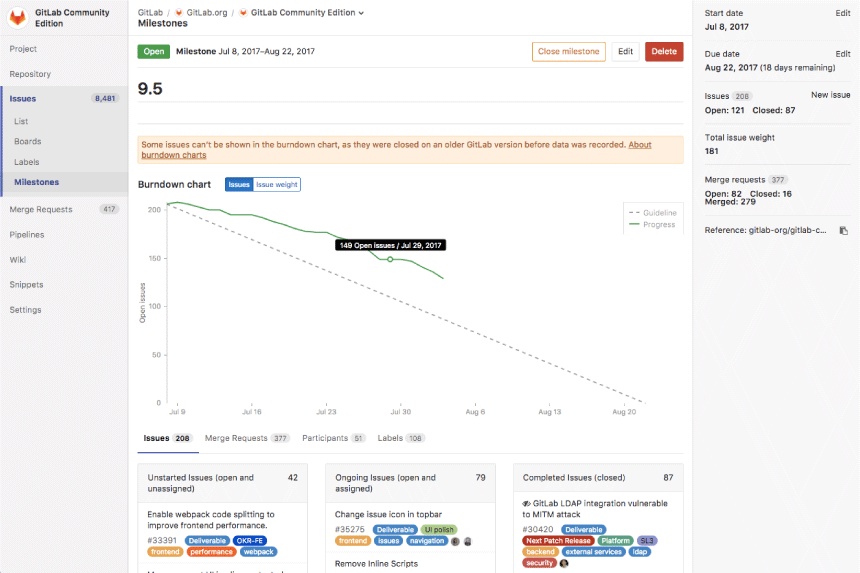 GitLab Community
Edition
Project
Repository
Issues 8,481
List
Boards
Labels
Milestones
Merge Requests 417
Pipelines
Wiki
Snippets
Settings
GitLab / GitLab.org / GitLab Community Edition
Milestones
Open Milestone Jul 8, 2017–Aug 22, 2017 Close milestone Edit Delete
9.5
Some issues can't be shown in the burndown chart, as they were closed on an older GitLab version before data was recorded. About
burndown charts
Burndown chart Issues Issue weight
Guideline
Progress
149 Open issues / Jul 29, 2017
Open issues
200
150
100
50
0
Jul 9 Jul 16 Jul 23 Jul 30 Aug 6 Aug 13 Aug 20
Issues 208 Merge Requests 377 Participants 51 Labels 108
Unstarted Issues (open and
unassigned) 42
Enable webpack code splitting to
improve frontend performance.
#33391 Deliverable OKR-FE
frontend performance webpack
Ongoing Issues (open and
assigned) 79
Change issue icon in topbar
#35275 Deliverable UI polish
frontend issues navigation
Remove Inline Scripts
Completed Issues (closed) 87
GitLab LDAP integration vulnerable
to MITM attack
#30420 Deliverable
Next Patch Release Platform SL3
backend external services ldap
security
Start date Edit
Jul 8, 2017
Due date Edit
Aug 22, 2017 (18 days remaining)
Issues 208 New issue
Open: 121 Closed: 87
Total issue weight
181
Merge requests 377
Open: 82 Closed: 16
Merged: 279
Reference: gitlab-org/gitlab-c...